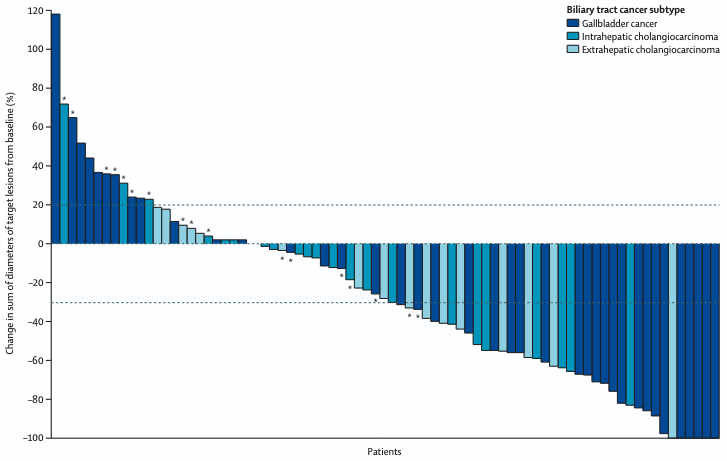 Biliary tract cancer subtype
Gallbladder cancer
Intrahepatic cholangiocarcinoma
Extrahepatic cholangiocarcinoma
Change in sum of diameters of target lesions from baseline (%)
120
100
80
60
40
20
0
–20
–40
–60
–80
–100
* * * * * * * * * * *
* * * * * * *
Patients